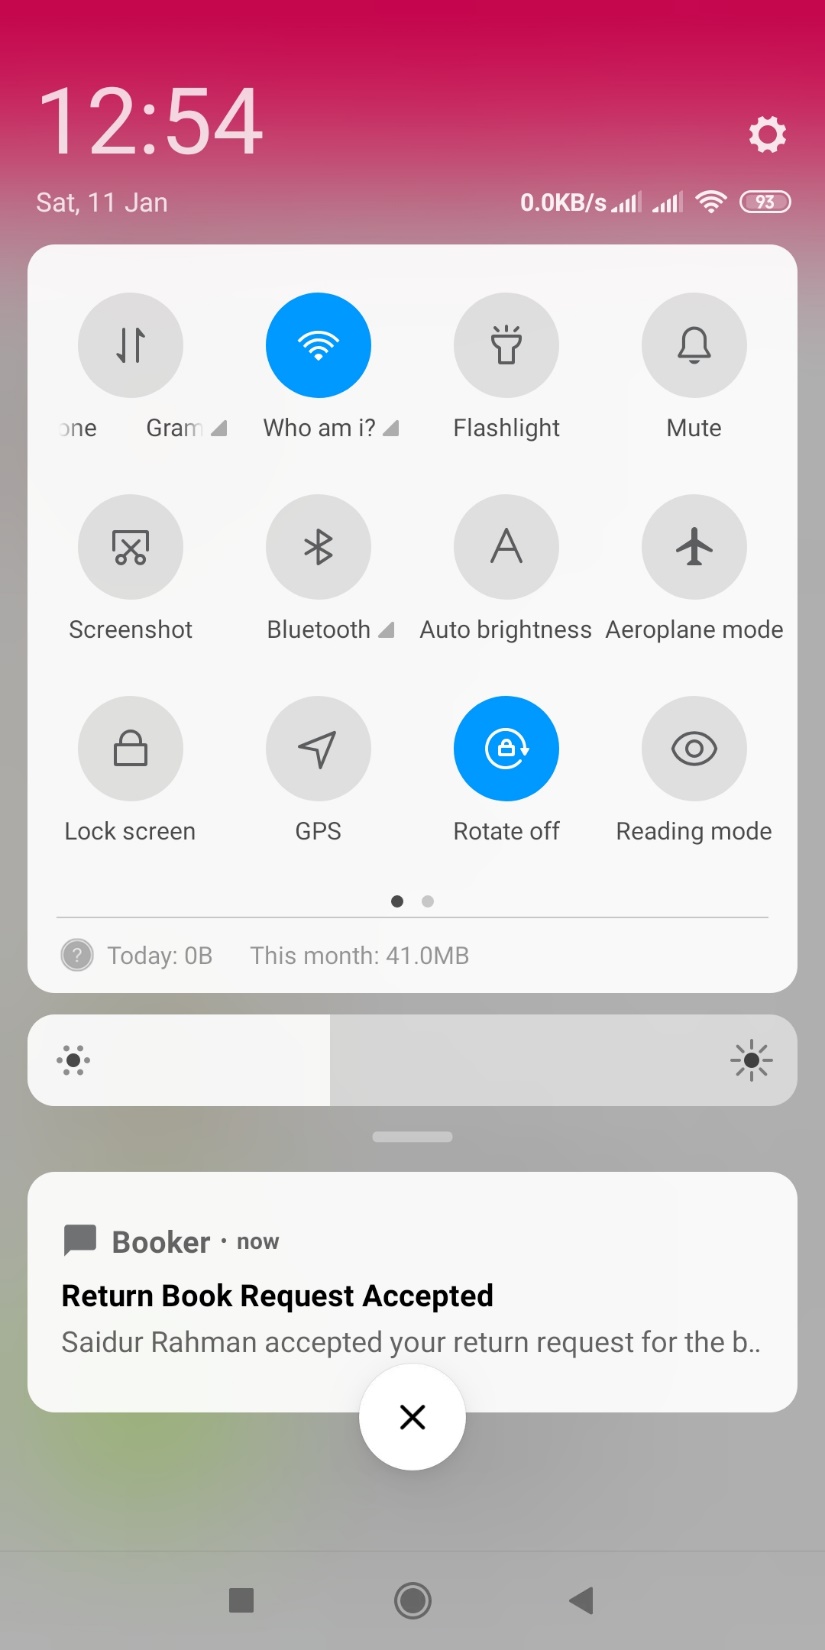 12:54
Sat, 11 Jan 0.0KB/s 93
Gram Who am i? Flashlight Mute
Screenshot Bluetooth Auto brightness Aeroplane mode
Lock screen GPS Rotate off Reading mode
? Today: 0B This month: 41.0MB
Booker · now
Return Book Request Accepted
Saidur Rahman accepted your return request for the b..